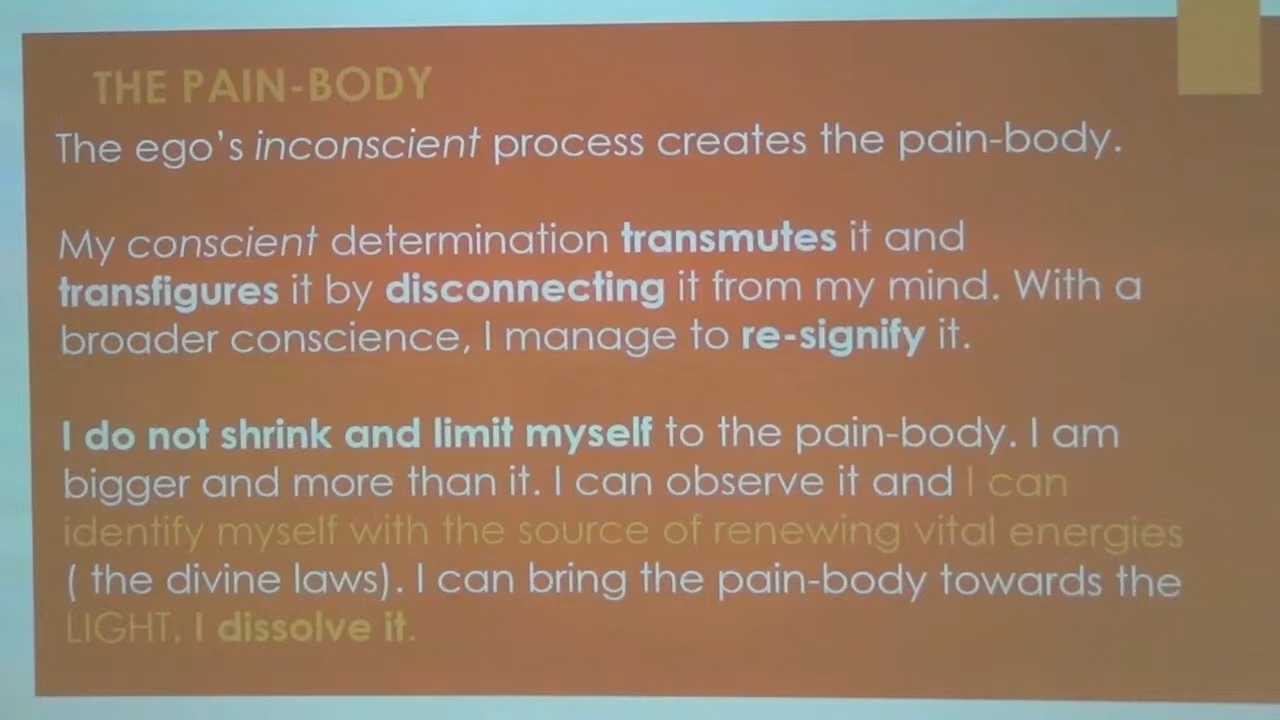 THE PAIN-BODY
The ego's inconscient process creates the pain-body.
My conscient determination transmutes it and
transfigures it by disconnecting it from my mind. With a
broader conscience, I manage to re-signify it.
I do not shrink and limit myself to the pain-body. I am
bigger and more than it. I can observe it and I can
identify myself with the source of renewing vital energies
( the divine laws). I can bring the pain-body towards the
LIGHT. I dissolve it.